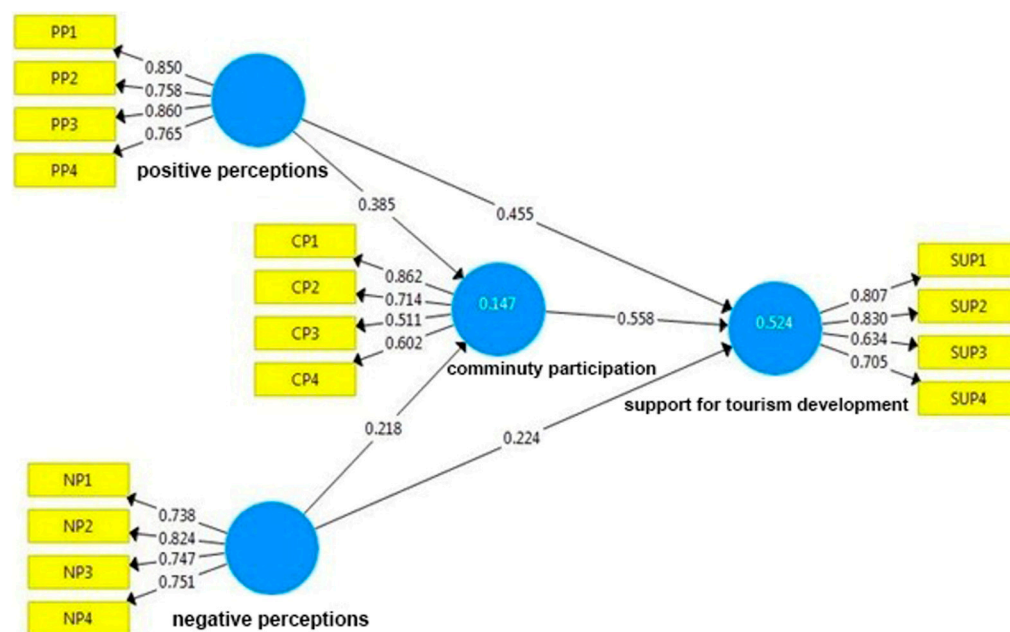 PP1
0.850
PP2
0.758
PP3
0.860
0.765
PP4
positive perceptions
0.385
0.455
CP1
0.862
CP2
0.714
CP3
0.511
0.602
CP4
0.147
comminuty participation
0.558
0.524
support for tourism development
SUP1
0.807
SUP2
0.830
0.634
SUP3
0.705
SUP4
0.218
0.224
NP1
0.738
NP2
0.824
NP3
0.747
0.751
NP4
negative perceptions